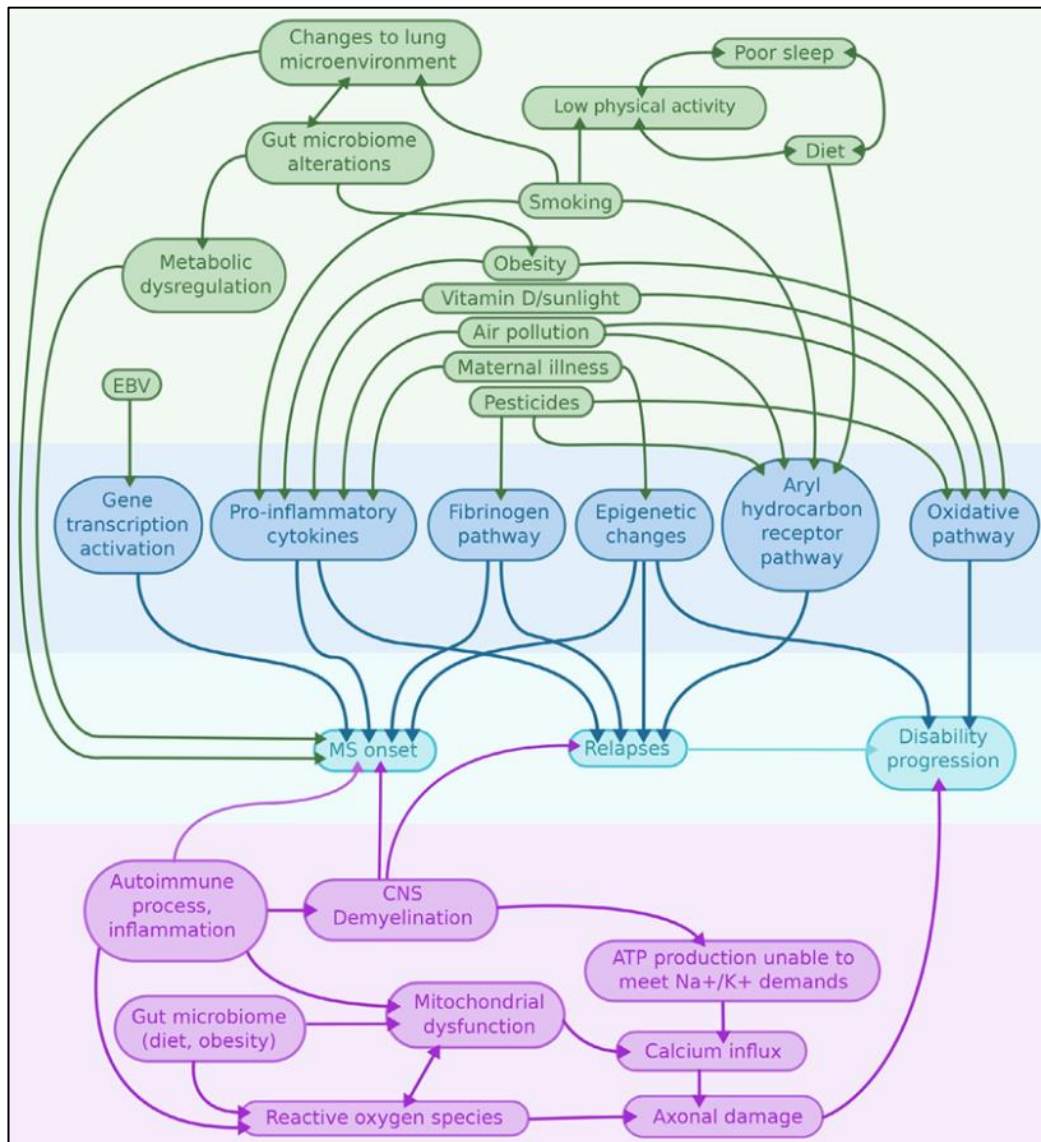 Changes to lung
microenvironment
Poor sleep
Low physical activity
Gut microbiome
alterations
Diet
Smoking
Metabolic
dysregulation
Obesity
Vitamin D/sunlight
Air pollution
Maternal illness
EBV
Pesticides
Gene
transcription
activation
Pro-inflammatory
cytokines
Fibrinogen
pathway
Epigenetic
changes
Aryl
hydrocarbon
receptor
pathway
Oxidative
pathway
MS onset
Relapses
Disability
progression
Autoimmune
process,
inflammation
CNS
Demyelination
ATP production unable to
meet Na+/K+ demands
Gut microbiome
(diet, obesity)
Mitochondrial
dysfunction
Calcium influx
Reactive oxygen species
Axonal damage